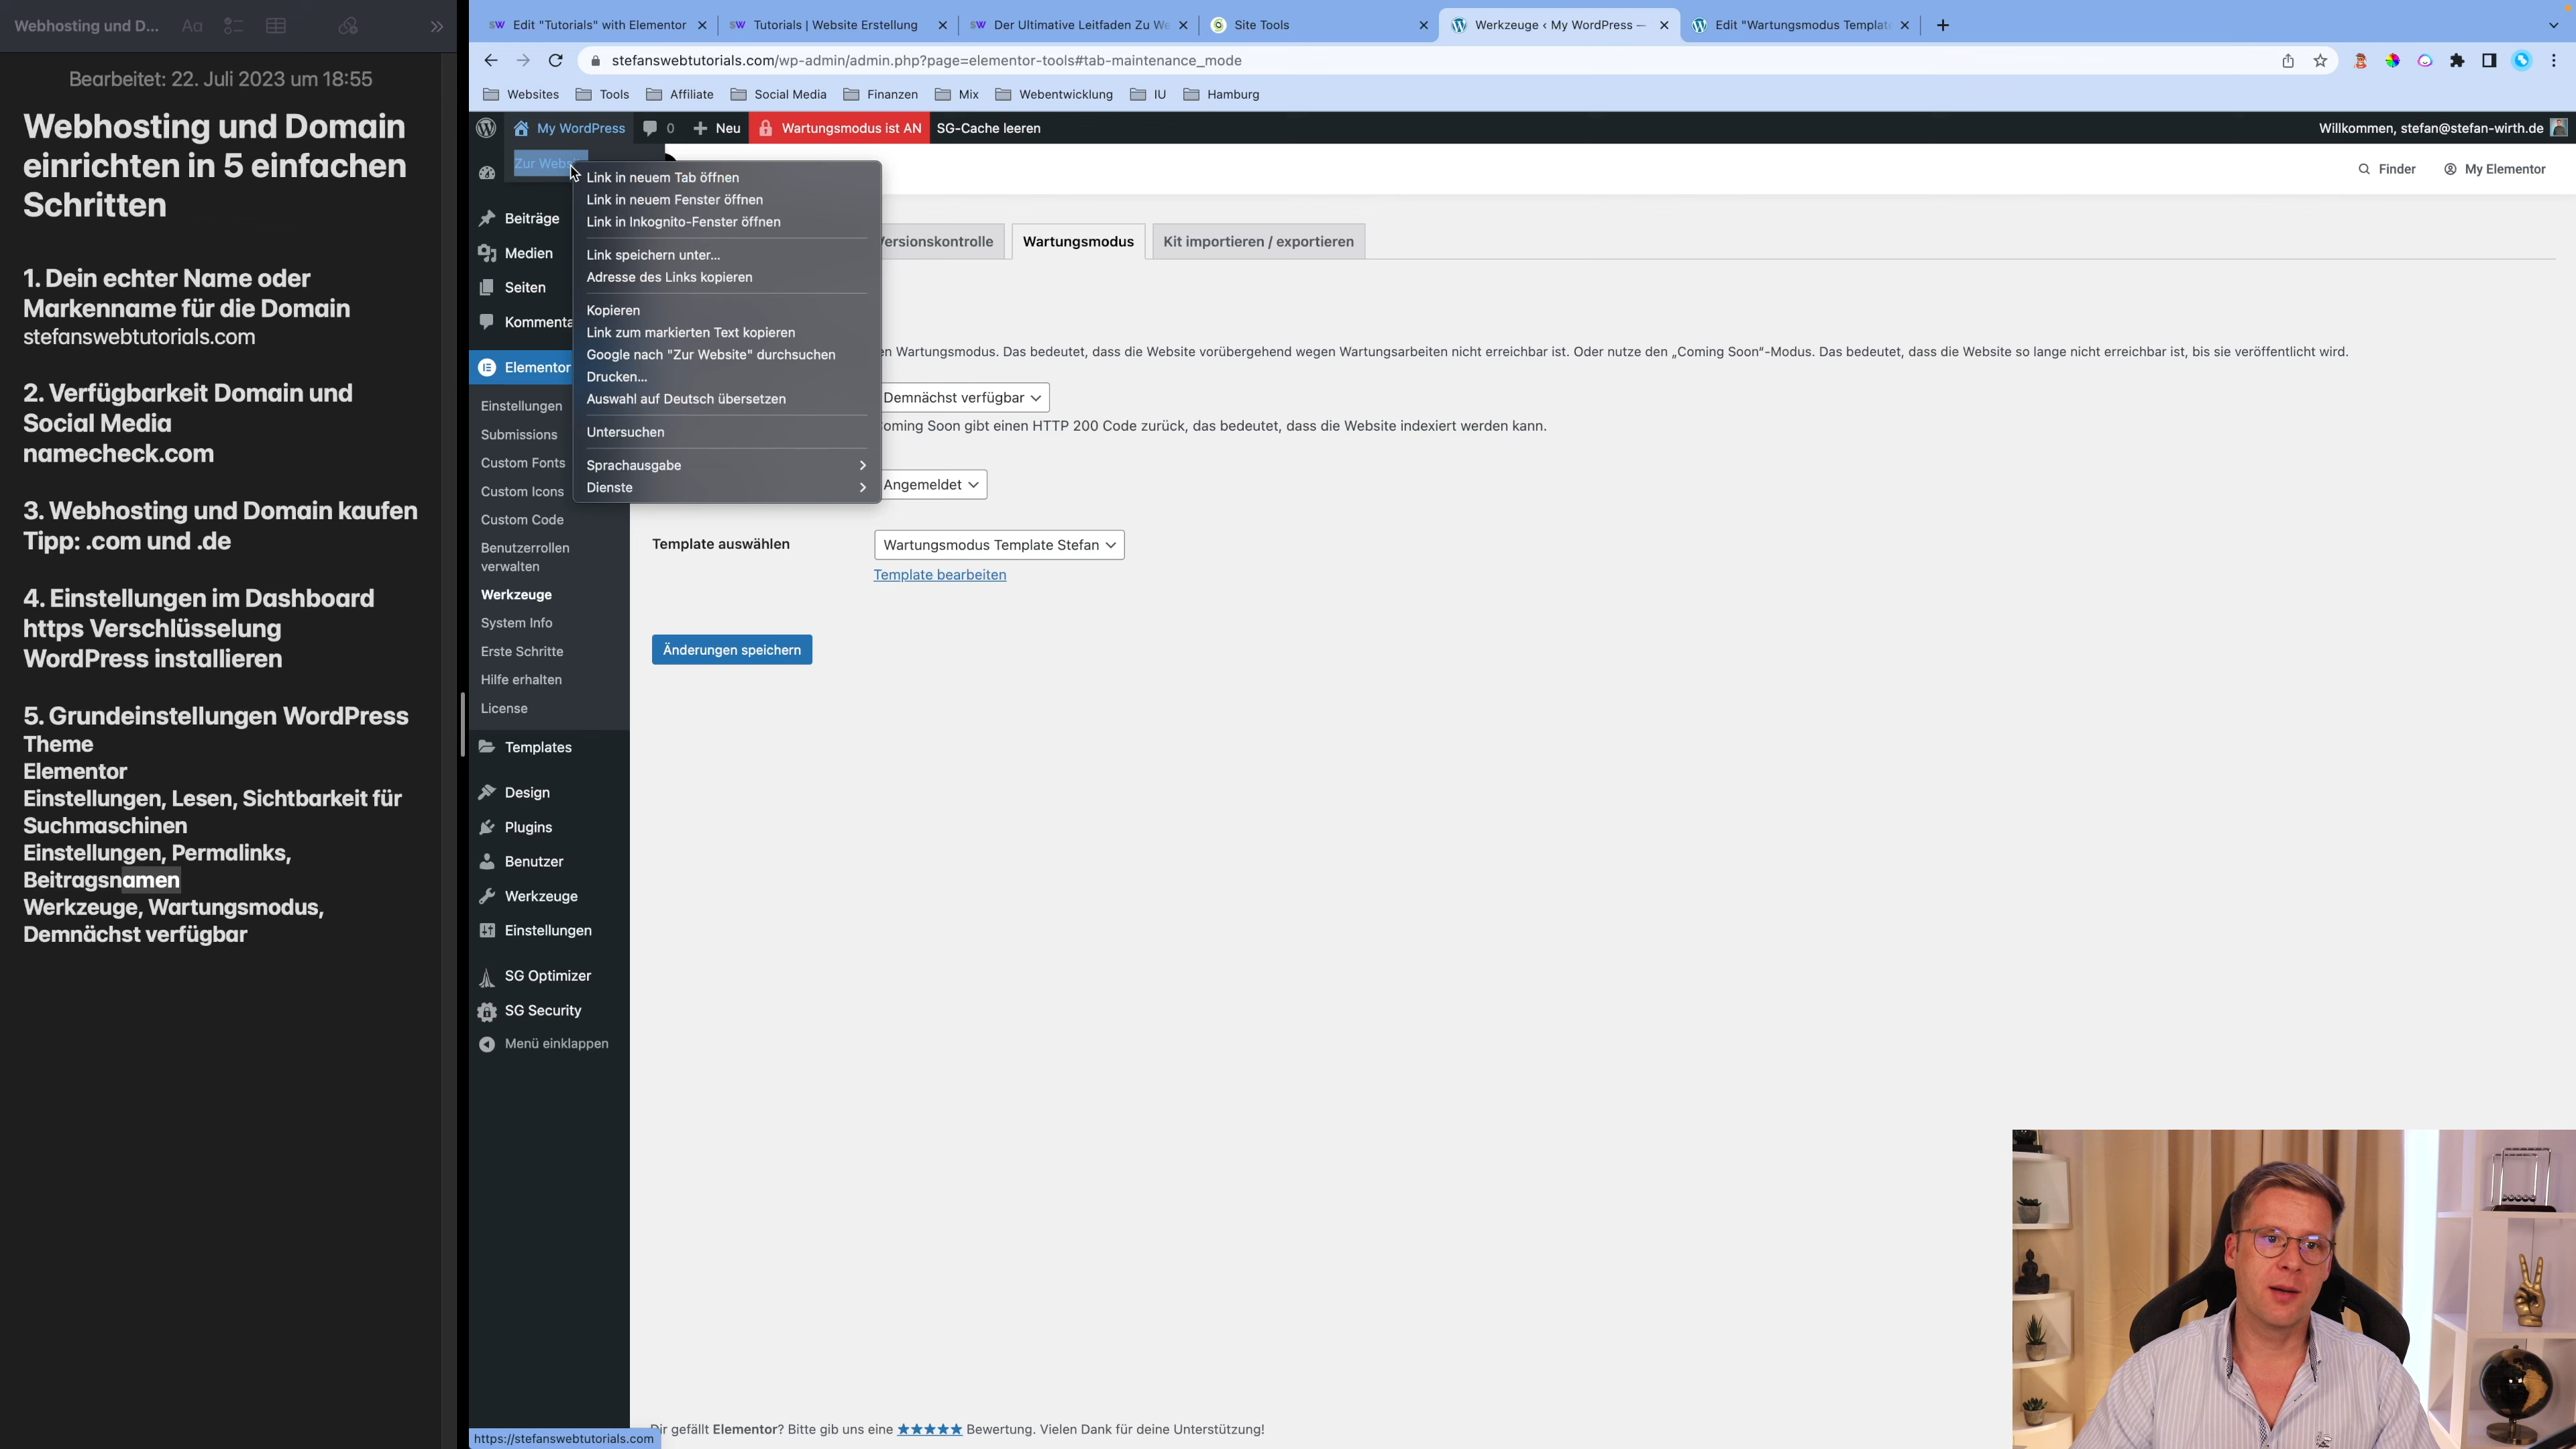 Webhosting und D...
Aa
Bearbeitet: 22. Juli 2023 um 18:55
Webhosting und Domain
einrichten in 5 einfachen
Schritten
1. Dein echter Name oder
Markenname für die Domain
stefanswebtutorials.com
2. Verfügbarkeit Domain und
Social Media
namecheck.com
3. Webhosting und Domain kaufen
Tipp: .com und .de
4. Einstellungen im Dashboard
https Verschlüsselung
WordPress installieren
5. Grundeinstellungen WordPress
Theme
Elementor
Einstellungen, Lesen, Sichtbarkeit für
Suchmaschinen
Einstellungen, Permalinks,
Beitragsnamen
Werkzeuge, Wartungsmodus,
Demnächst verfügbar
SW Edit "Tutorials" with Elementor
SW Tutorials | Website Erstellung
SW Der Ultimative Leitfaden Zu We
Site Tools
Werkzeuge ‹ My WordPress —
Edit "Wartungsmodus Template
stefanswebtutorials.com/wp-admin/admin.php?page=elementor-tools#tab-maintenance_mode
Websites Tools Affiliate Social Media Finanzen Mix Webentwicklung IU Hamburg
My WordPress 0 Neu Wartungsmodus ist AN SG-Cache leeren Willkommen, stefan@stefan-wirth.de
Zur Websi
Finder My Elementor
Beiträge
Medien
Seiten
Kommenta
Elementor
Einstellungen
Submissions
Custom Fonts
Custom Icons
Custom Code
Benutzerrollen
verwalten
Werkzeuge
System Info
Erste Schritte
Hilfe erhalten
License
Templates
Design
Plugins
Benutzer
Werkzeuge
Einstellungen
SG Optimizer
SG Security
Menü einklappen
Link in neuem Tab öffnen
Link in neuem Fenster öffnen
Link in Inkognito-Fenster öffnen
Link speichern unter...
Adresse des Links kopieren
Kopieren
Link zum markierten Text kopieren
Google nach "Zur Website" durchsuchen
Drucken...
Auswahl auf Deutsch übersetzen
Untersuchen
Sprachausgabe
Dienste
ersionskontrolle Wartungsmodus Kit importieren / exportieren
en Wartungsmodus. Das bedeutet, dass die Website vorübergehend wegen Wartungsarbeiten nicht erreichbar ist. Oder nutze den „Coming Soon“-Modus. Das bedeutet, dass die Website so lange nicht erreichbar ist, bis sie veröffentlicht wird.
Demnächst verfügbar
oming Soon gibt einen HTTP 200 Code zurück, das bedeutet, dass die Website indexiert werden kann.
Angemeldet
Template auswählen Wartungsmodus Template Stefan
Template bearbeiten
Änderungen speichern
Dir gefällt Elementor? Bitte gib uns eine ★★★★★ Bewertung. Vielen Dank für deine Unterstützung!
https://stefanswebtutorials.com